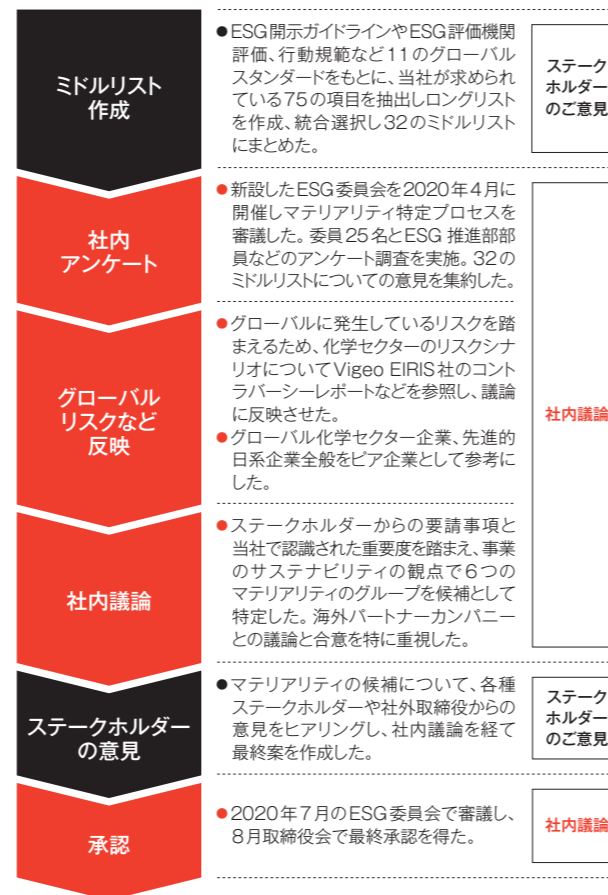 ミドルリスト
作成
●ESG開示ガイドラインやESG評価機関
評価、行動規範など11のグローバル
スタンダードをもとに、当社が求められ
ている75の項目を抽出しロングリスト
を作成、統合選択し32のミドルリスト
にまとめた。
ステーク
ホルダー
のご意見
社内
アンケート
●新設したESG委員会を2020年4月に
開催しマテリアリティ特定プロセスを
審議した。委員25名とESG 推進部部
員などのアンケート調査を実施。32の
ミドルリストについての意見を集約した。
グローバル
リスクなど
反映
●グローバルに発生しているリスクを踏
まえるため、化学セクターのリスクシナ
リオについてVigeo EIRIS社のコント
ラバーシーレポートなどを参照し、議論
に反映させた。
●グローバル化学セクター企業、先進的
日系企業全般をピア企業として参考に
した。
社内議論
社内議論
●ステークホルダーからの要請事項と
当社で認識された重要度を踏まえ、事業
のサステナビリティの観点で6つの
マテリアリティのグループを候補として
特定した。海外パートナーカンパニー
との議論と合意を特に重視した。
ステークホルダー
の意見
●マテリアリティの候補について、各種
ステークホルダーや社外取締役からの
意見をヒアリングし、社内議論を経て
最終案を作成した。
ステーク
ホルダー
のご意見
承認
●2020年7月のESG委員会で審議し、
8月取締役会で最終承認を得た。
社内議論